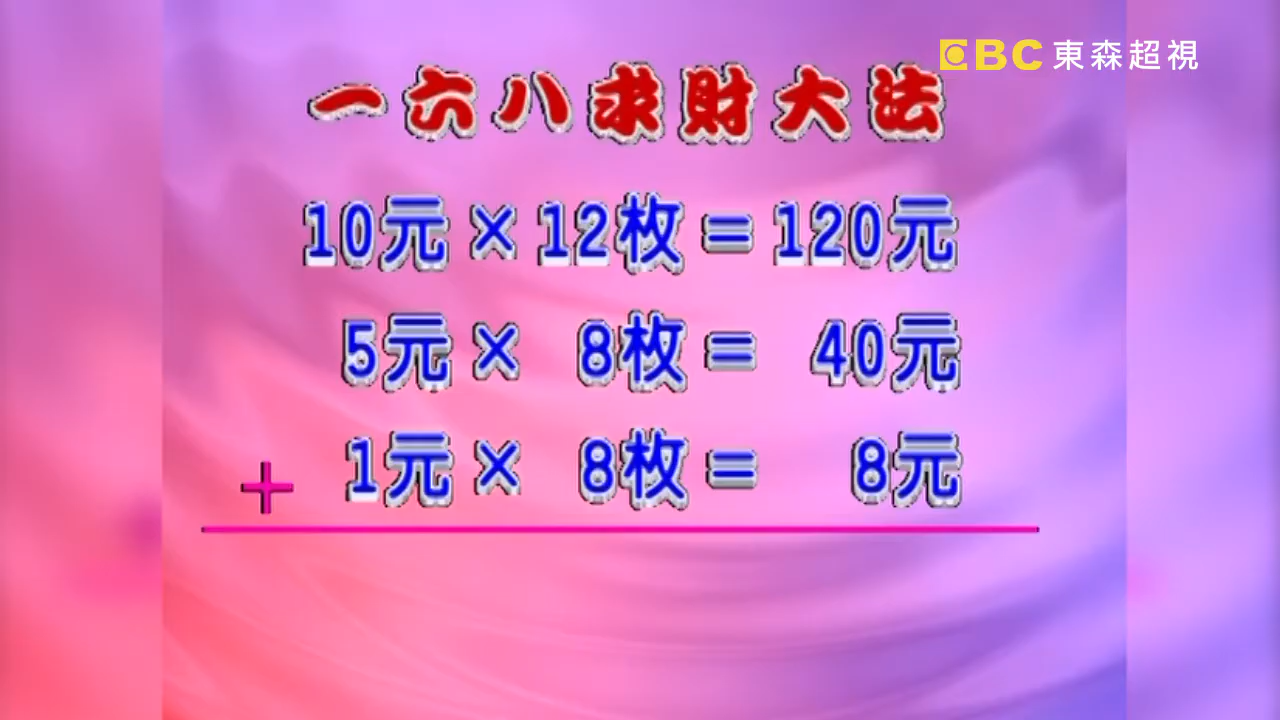 EBC 東森超視
一六八求財大法
10元 × 12枚 = 120元
5元 × 8枚 = 40元
+ 1元 × 8枚 = 8元